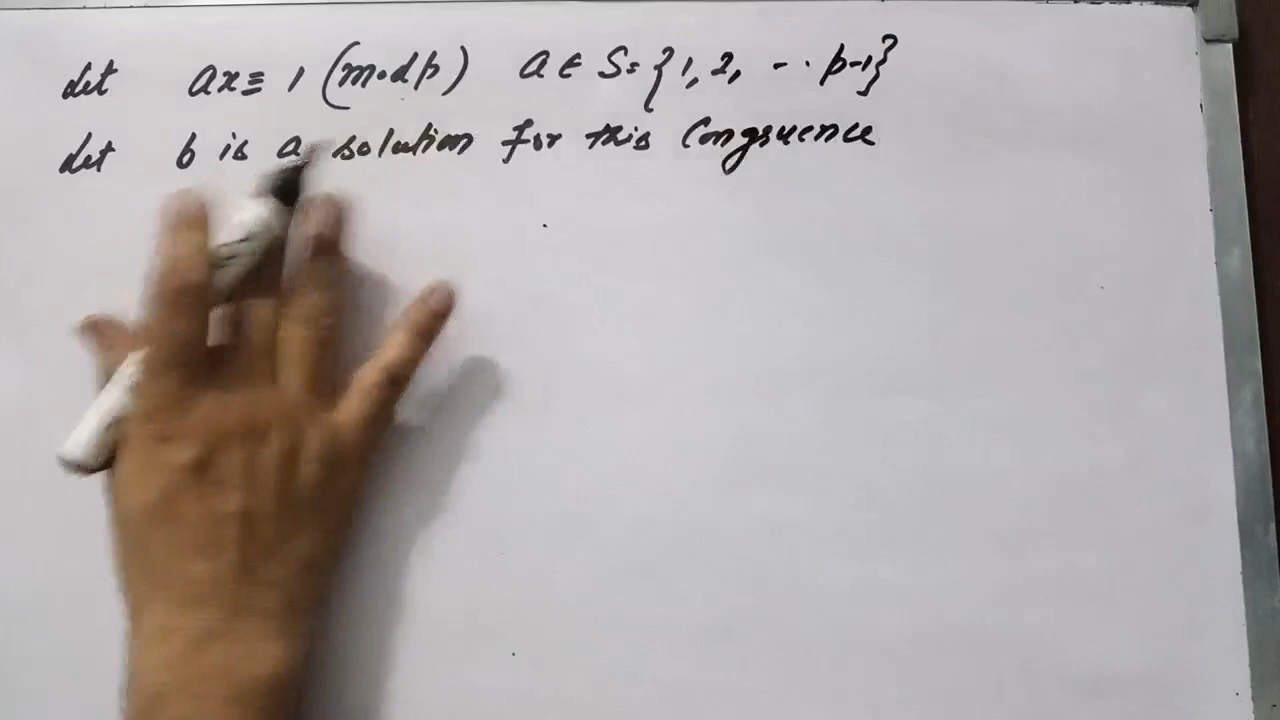 Let ax ≡ 1 (mod p) a ∈ S = {1, 2, -- . p-1}
Let b is a solution for this Congruence